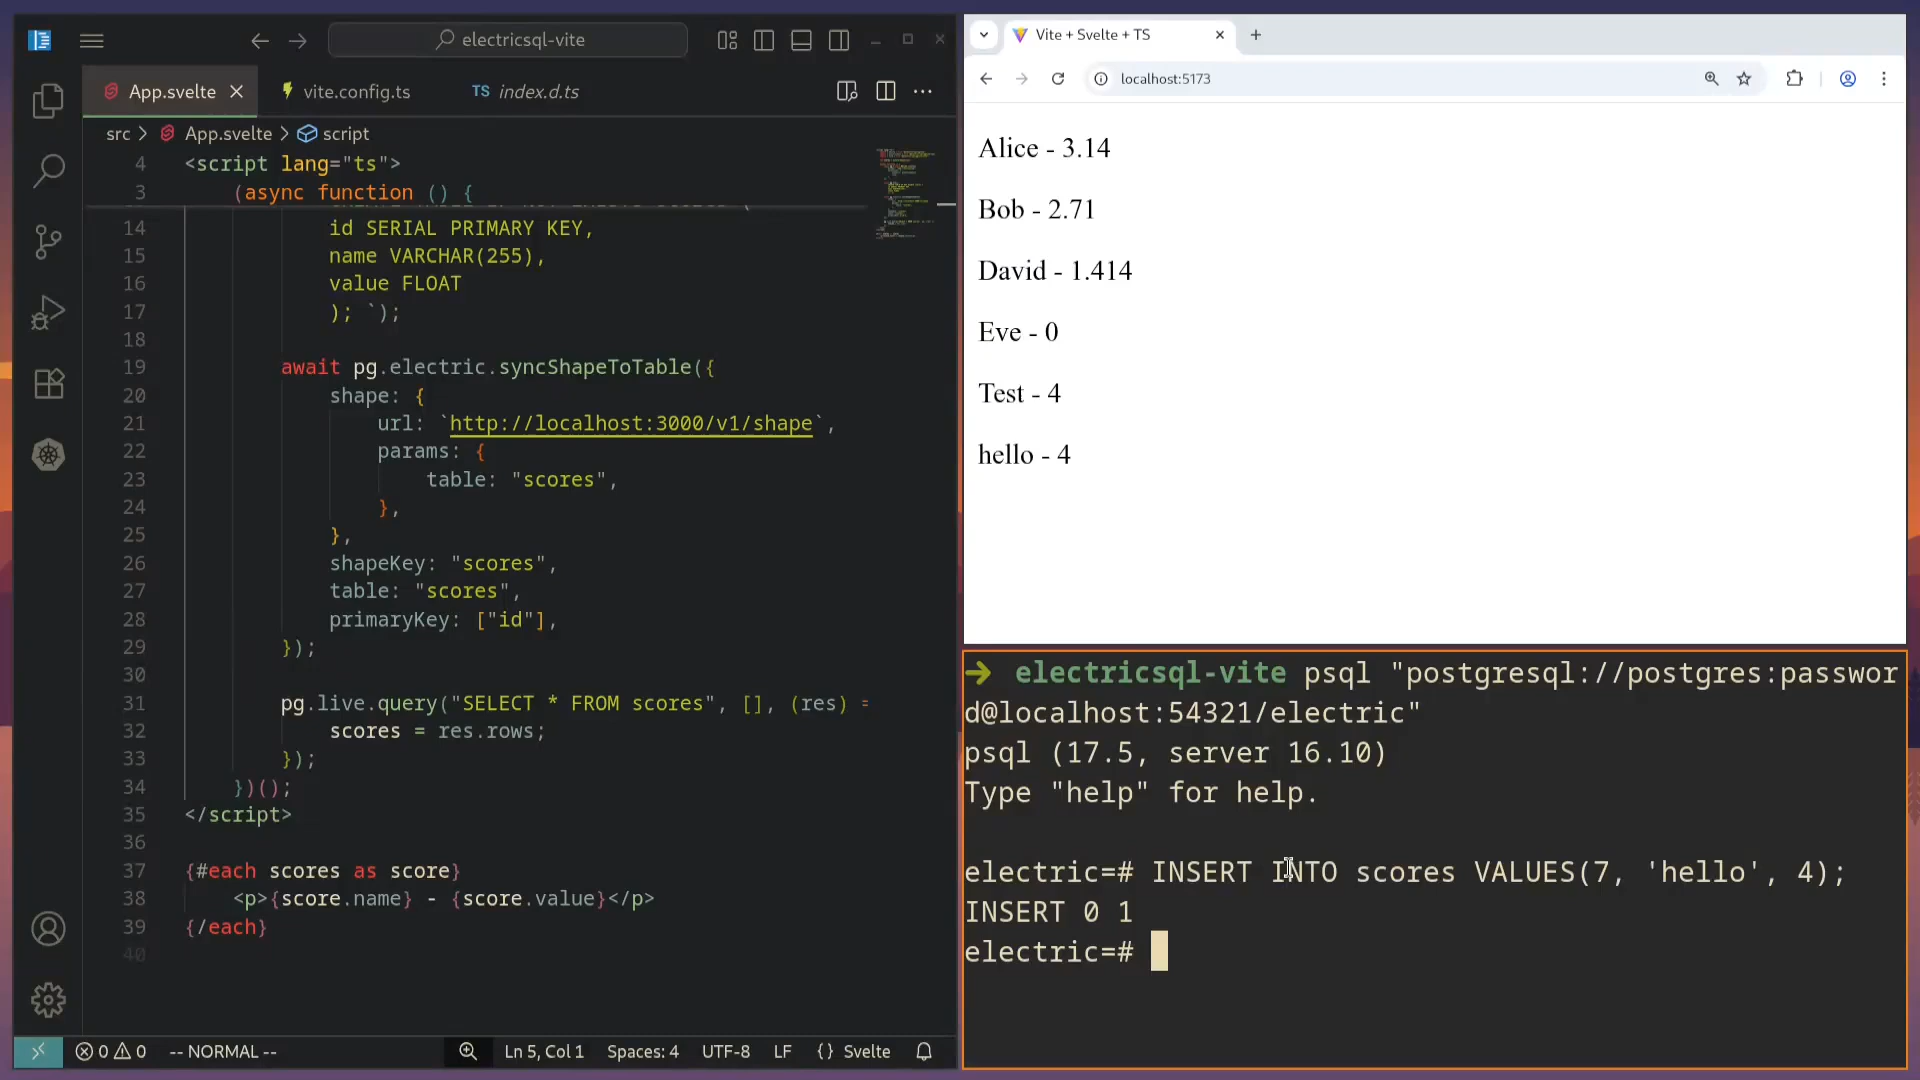 electricsql-vite
App.svelte
vite.config.ts
TS index.d.ts
src > App.svelte > script
4 <script lang="ts">
3 (async function () {
14 id SERIAL PRIMARY KEY,
15 name VARCHAR(255),
16 value FLOAT
17 ); `);
18
19 await pg.electric.syncShapeToTable({
20 shape: {
21 url: `http://localhost:3000/v1/shape`,
22 params: {
23 table: "scores",
24 },
25 },
26 shapeKey: "scores",
27 table: "scores",
28 primaryKey: ["id"],
29 });
30
31 pg.live.query("SELECT * FROM scores", [], (res) =
32 scores = res.rows;
33 });
34 })();
35 </script>
36
37 {#each scores as score}
38 <p>{score.name} - {score.value}</p>
39 {/each}
40
0 0 -- NORMAL -- Ln 5, Col 1 Spaces: 4 UTF-8 LF {} Svelte
Vite + Svelte + TS
localhost:5173
Alice - 3.14
Bob - 2.71
David - 1.414
Eve - 0
Test - 4
hello - 4
➜ electricsql-vite psql "postgresql://postgres:passwor
d@localhost:54321/electric"
psql (17.5, server 16.10)
Type "help" for help.
electric=# INSERT INTO scores VALUES(7, 'hello', 4);
INSERT 0 1
electric=#